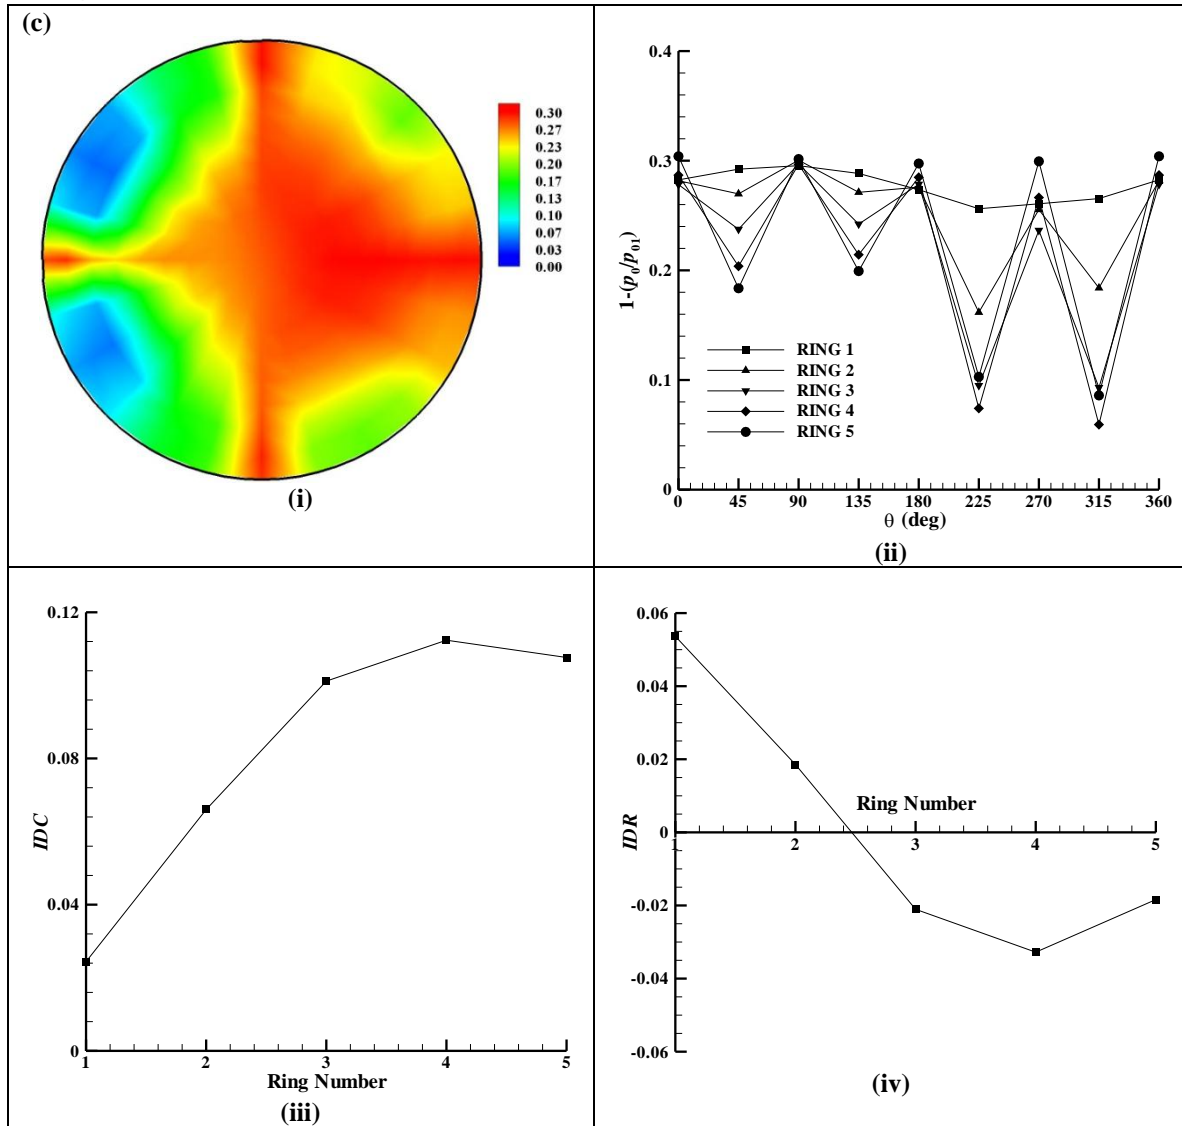 (c)
0.30
0.27
0.23
0.20
0.17
0.13
0.10
0.07
0.03
0.00
(i)
0.4
0.3
0.2
0.1
0
1-(p₀/p₀₁)
RING 1
RING 2
RING 3
RING 4
RING 5
0 45 90 135 180 225 270 315 360
θ (deg)
(ii)
0.12
0.08
0.04
0
IDC
1 2 3 4 5
Ring Number
(iii)
0.06
0.04
0.02
0
-0.02
-0.04
-0.06
IDR
Ring Number
1 2 3 4 5
(iv)